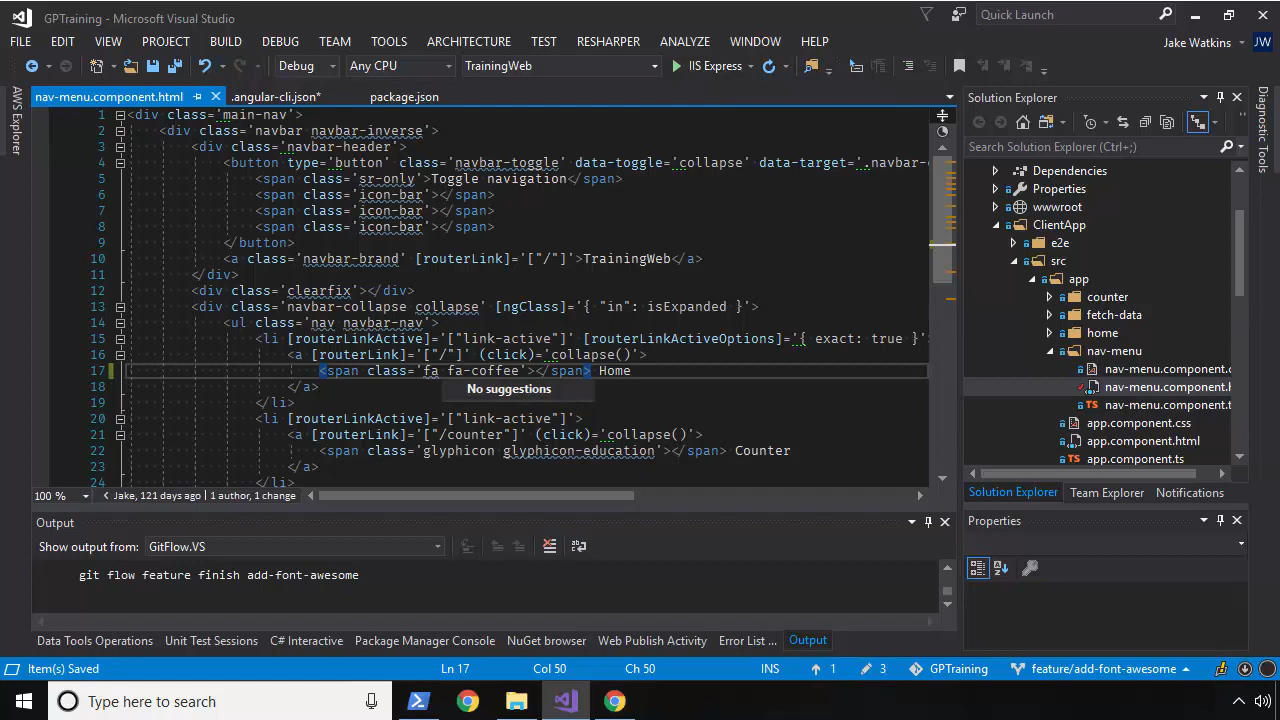 GPTraining - Microsoft Visual Studio
Quick Launch
FILE EDIT VIEW PROJECT BUILD DEBUG TEAM TOOLS ARCHITECTURE TEST RESHARPER ANALYZE WINDOW HELP
Jake Watkins JW
Debug Any CPU TrainingWeb IIS Express
AWS Explorer
nav-menu.component.html .angular-cli.json* package.json
1 <div class='main-nav'>
2 <div class='navbar navbar-inverse'>
3 <div class='navbar-header'>
4 <button type='button' class='navbar-toggle' data-toggle='collapse' data-target='.navbar-c
5 <span class='sr-only'>Toggle navigation</span>
6 <span class='icon-bar'></span>
7 <span class='icon-bar'></span>
8 <span class='icon-bar'></span>
9 </button>
10 <a class='navbar-brand' [routerLink]='["/"]'>TrainingWeb</a>
11 </div>
12 <div class='clearfix'></div>
13 <div class='navbar-collapse collapse' [ngClass]='{ "in": isExpanded }'>
14 <ul class='nav navbar-nav'>
15 <li [routerLinkActive]='["link-active"]' [routerLinkActiveOptions]='{ exact: true }'
16 <a [routerLink]='["/"]' (click)='collapse()'>
17 <span class='fa fa-coffee'></span> Home
No suggestions
18 </a>
19 </li>
20 <li [routerLinkActive]='["link-active"]'>
21 <a [routerLink]='["/counter"]' (click)='collapse()'>
22 <span class='glyphicon glyphicon-education'></span> Counter
23 </a>
24 </li>
100 % Jake, 121 days ago | 1 author, 1 change
Solution Explorer
Search Solution Explorer (Ctrl+;)
Dependencies
Properties
wwwroot
ClientApp
e2e
src
app
counter
fetch-data
home
nav-menu
nav-menu.component.c
nav-menu.component.h
nav-menu.component.t
app.component.css
app.component.html
app.component.ts
Solution Explorer Team Explorer Notifications
Diagnostic Tools
Properties
Output
Show output from: GitFlow.VS
git flow feature finish add-font-awesome
Data Tools Operations Unit Test Sessions C# Interactive Package Manager Console NuGet browser Web Publish Activity Error List ... Output
Item(s) Saved Ln 17 Col 50 Ch 50 INS 1 3 GPTraining feature/add-font-awesome
Type here to search